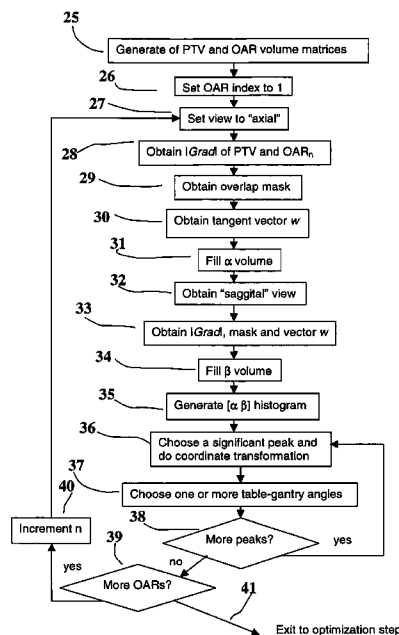 25
Generate of PTV and OAR volume matrices
26
Set OAR index to 1
27
Set view to "axial"
28
Obtain |Grad| of PTV and OARn
29
Obtain overlap mask
30
Obtain tangent vector w
31
Fill α volume
32
Obtain "saggital" view
33
Obtain |Grad|, mask and vector w
34
Fill β volume
35
Generate [α β] histogram
36
Choose a significant peak and
do coordinate transformation
37
Choose one or more table-gantry angles
38
More peaks?
yes
no
39
More OARs?
yes
40
Increment n
41
Exit to optimization step